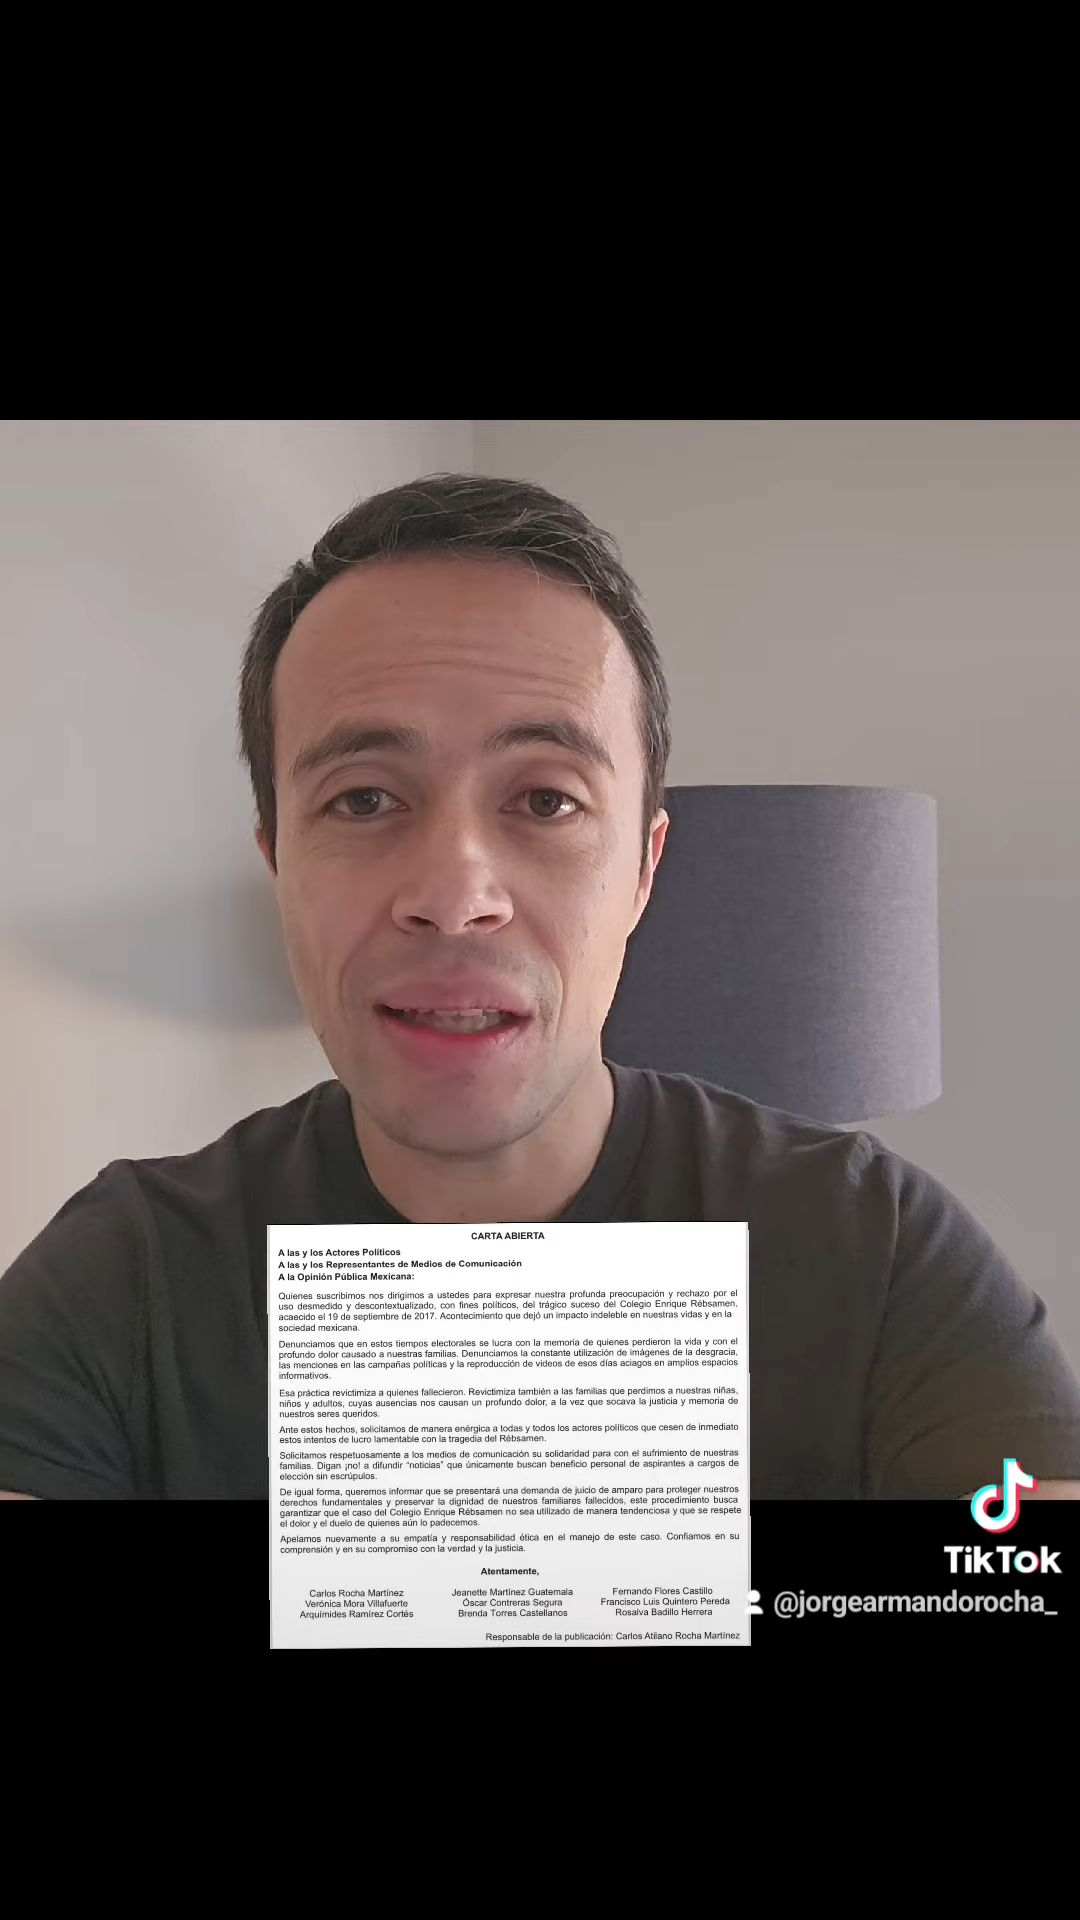 CARTA ABIERTA
A las y los Actores Políticos
A las y los Representantes de Medios de Comunicación
A la Opinión Pública Mexicana:
Quienes suscribimos nos dirigimos a ustedes para expresar nuestra profunda preocupación y rechazo por el
uso desmedido y descontextualizado, con fines políticos, del trágico suceso del Colegio Enrique Rébsamen,
acaecido el 19 de septiembre de 2017. Acontecimiento que dejó un impacto indeleble en nuestras vidas y en la
sociedad mexicana.
Denunciamos que en estos tiempos electorales se lucra con la memoria de quienes perdieron la vida y con el
profundo dolor causado a nuestras familias. Denunciamos la constante utilización de imágenes de la desgracia,
las menciones en las campañas políticas y la reproducción de videos de esos días aciagos en amplios espacios
informativos.
Esa práctica revictimiza a quienes fallecieron. Revictimiza también a las familias que perdimos a nuestras niñas,
niños y adultos, cuyas ausencias nos causan un profundo dolor, a la vez que socava la justicia y memoria de
nuestros seres queridos.
Ante estos hechos, solicitamos de manera enérgica a todas y todos los actores políticos que cesen de inmediato
estos intentos de lucro lamentable con la tragedia del Rébsamen.
Solicitamos respetuosamente a los medios de comunicación su solidaridad para con el sufrimiento de nuestras
familias. Digan ¡no! a difundir "noticias" que únicamente buscan beneficio personal de aspirantes a cargos de
elección sin escrúpulos.
De igual forma, queremos informar que se presentará una demanda de juicio de amparo para proteger nuestros
derechos fundamentales y preservar la dignidad de nuestros familiares fallecidos, este procedimiento busca
garantizar que el caso del Colegio Enrique Rébsamen no sea utilizado de manera tendenciosa y que se respete
el dolor y el duelo de quienes aún lo padecemos.
Apelamos nuevamente a su empatía y responsabilidad ética en el manejo de este caso. Confiamos en su
comprensión y en su compromiso con la verdad y la justicia.
Atentamente,
Carlos Rocha Martínez Jeanette Martínez Guatemala Fernando Flores Castillo
Verónica Mora Villafuerte Óscar Contreras Segura Francisco Luis Quintero Pereda
Arquímides Ramírez Cortés Brenda Torres Castellanos Rosalva Badillo Herrera
Responsable de la publicación: Carlos Atilano Rocha Martínez
TikTok
@jorgearmandorocha_